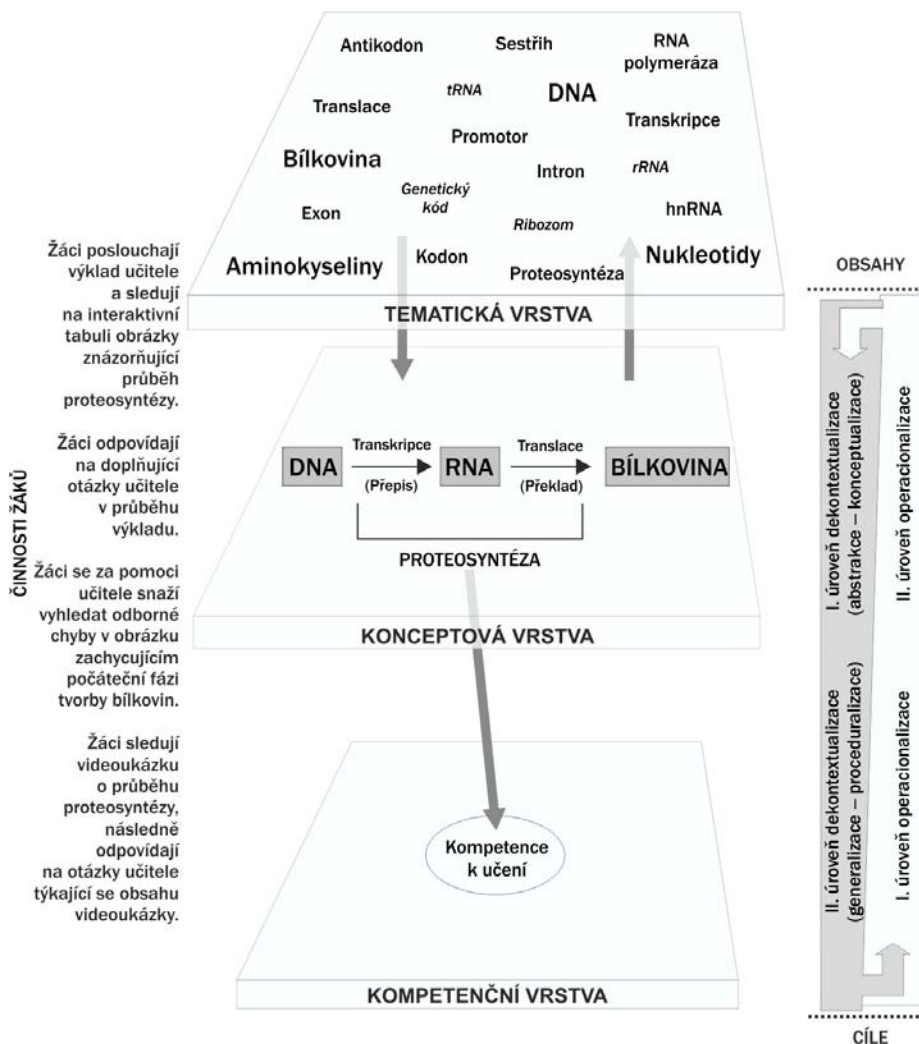 Antikodon
Sestřih
RNA
polymeráza
tRNA
DNA
Translace
Transkripce
Promotor
Bílkovina
Intron
rRNA
Genetický
kód
Exon
hnRNA
Ribozom
Kodon
Aminokyseliny
Nukleotidy
Proteosyntéza
TEMATICKÁ VRSTVA
ČINNOSTI ŽÁKŮ
Žáci poslouchají
výklad učitele
a sledují
na interaktivní
tabuli obrázky
znázorňující
průběh
proteosyntézy.
Žáci odpovídají
na doplňující
otázky učitele
v průběhu
výkladu.
Žáci se za pomoci
učitele snaží
vyhledat odborné
chyby v obrázku
zachycujícím
počáteční fázi
tvorby bílkovin.
Žáci sledují
videoukázku
o průběhu
proteosyntézy,
následně
odpovídají
na otázky učitele
týkající se obsahu
videoukázky.
DNA
Transkripce
(Přepis)
RNA
Translace
(Překlad)
BÍLKOVINA
PROTEOSYNTÉZA
KONCEPTOVÁ VRSTVA
Kompetence
k učení
KOMPETENČNÍ VRSTVA
OBSAHY
I. úroveň dekontextualizace
(abstrakce – konceptualizace)
II. úroveň operacionalizace
II. úroveň dekontextualizace
(generalizace – proceduralizace)
I. úroveň operacionalizace
CÍLE